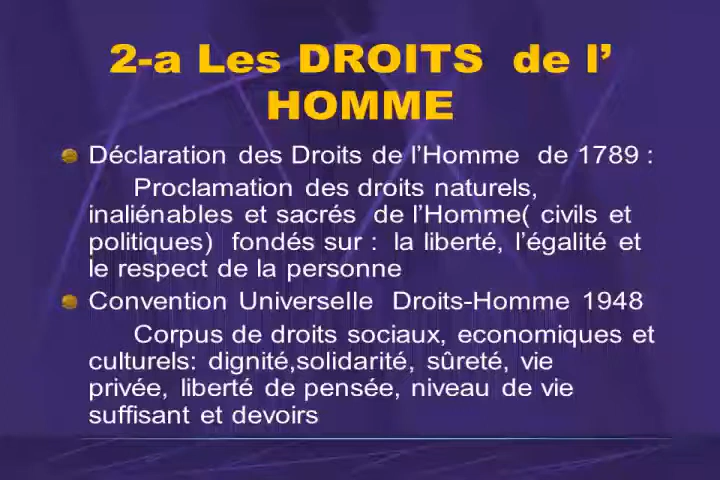 2-a Les DROITS de l’
HOMME
Déclaration des Droits de l’Homme de 1789 :
Proclamation des droits naturels,
inaliénables et sacrés de l’Homme( civils et
politiques) fondés sur : la liberté, l’égalité et
le respect de la personne
Convention Universelle Droits-Homme 1948
Corpus de droits sociaux, economiques et
culturels: dignité,solidarité, sûreté, vie
privée, liberté de pensée, niveau de vie
suffisant et devoirs